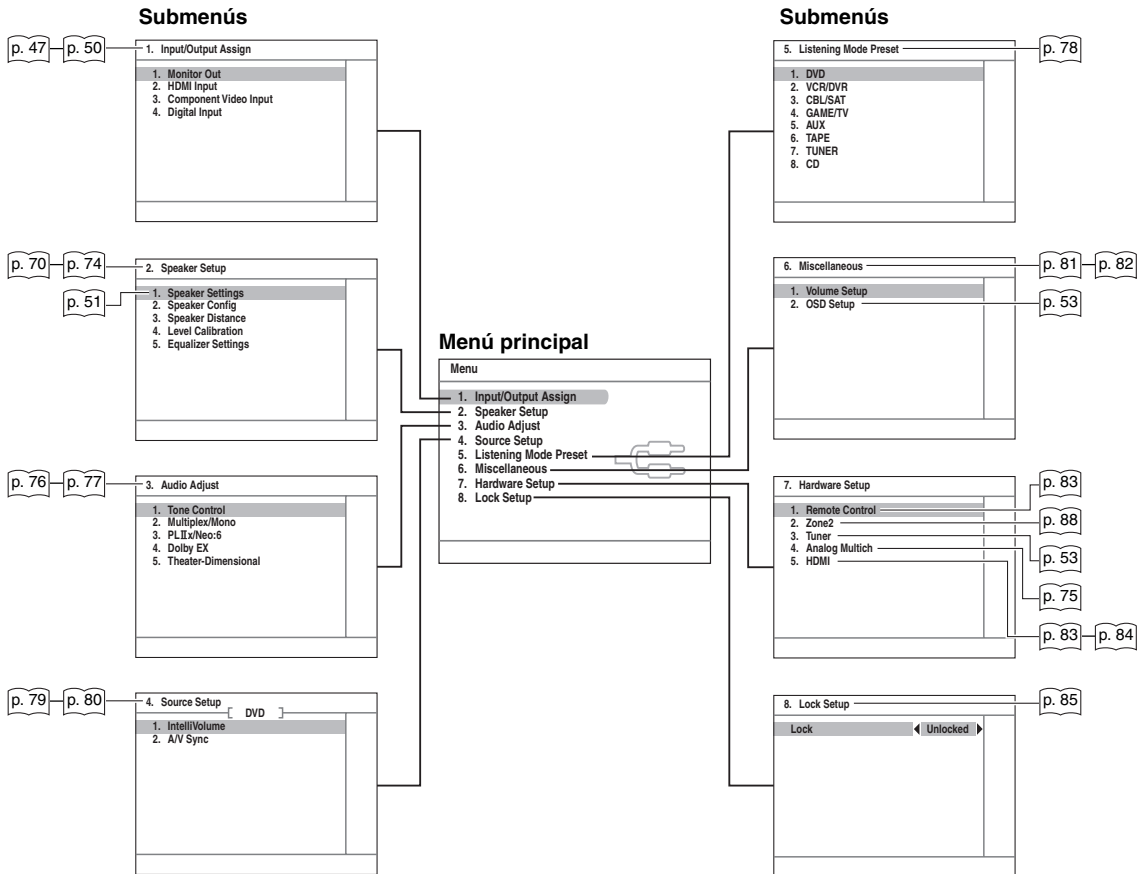 Submenús
p. 47 p. 50
1. Input/Output Assign
1. Monitor Out
2. HDMI Input
3. Component Video Input
4. Digital Input
p. 70 p. 74
2. Speaker Setup
p. 51
1. Speaker Settings
2. Speaker Config
3. Speaker Distance
4. Level Calibration
5. Equalizer Settings
p. 76 p. 77
3. Audio Adjust
1. Tone Control
2. Multiplex/Mono
3. PLIIx/Neo:6
4. Dolby EX
5. Theater-Dimensional
p. 79 p. 80
4. Source Setup
DVD
1. IntelliVolume
2. A/V Sync
Menú principal
Menu
1. Input/Output Assign
2. Speaker Setup
3. Audio Adjust
4. Source Setup
5. Listening Mode Preset
6. Miscellaneous
7. Hardware Setup
8. Lock Setup
Submenús
5. Listening Mode Preset
p. 78
1. DVD
2. VCR/DVR
3. CBL/SAT
4. GAME/TV
5. AUX
6. TAPE
7. TUNER
8. CD
6. Miscellaneous
p. 81 p. 82
1. Volume Setup
2. OSD Setup
p. 53
7. Hardware Setup
1. Remote Control
p. 83
2. Zone2
p. 88
3. Tuner
p. 53
4. Analog Multich
p. 75
5. HDMI
p. 83 p. 84
8. Lock Setup
p. 85
Lock Unlocked